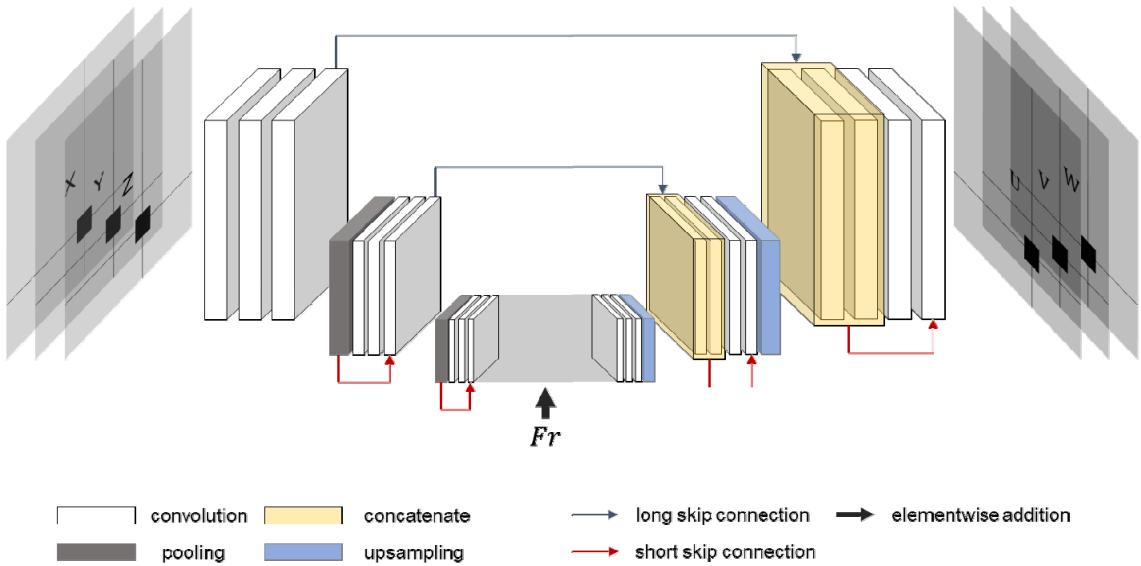 X Y Z
U V W
Fr
convolution concatenate long skip connection elementwise addition
pooling upsampling short skip connection